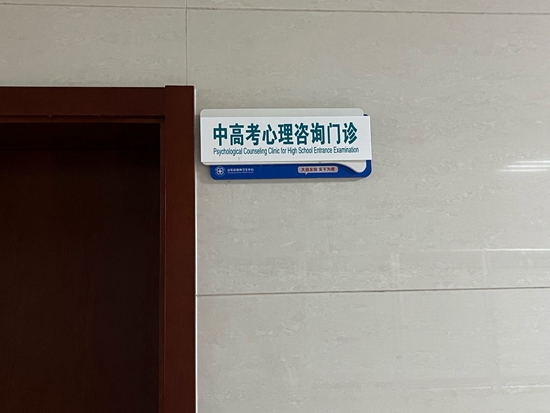 中高考心理咨询门诊
Psychological Counseling Clinic for High School Entrance Examination